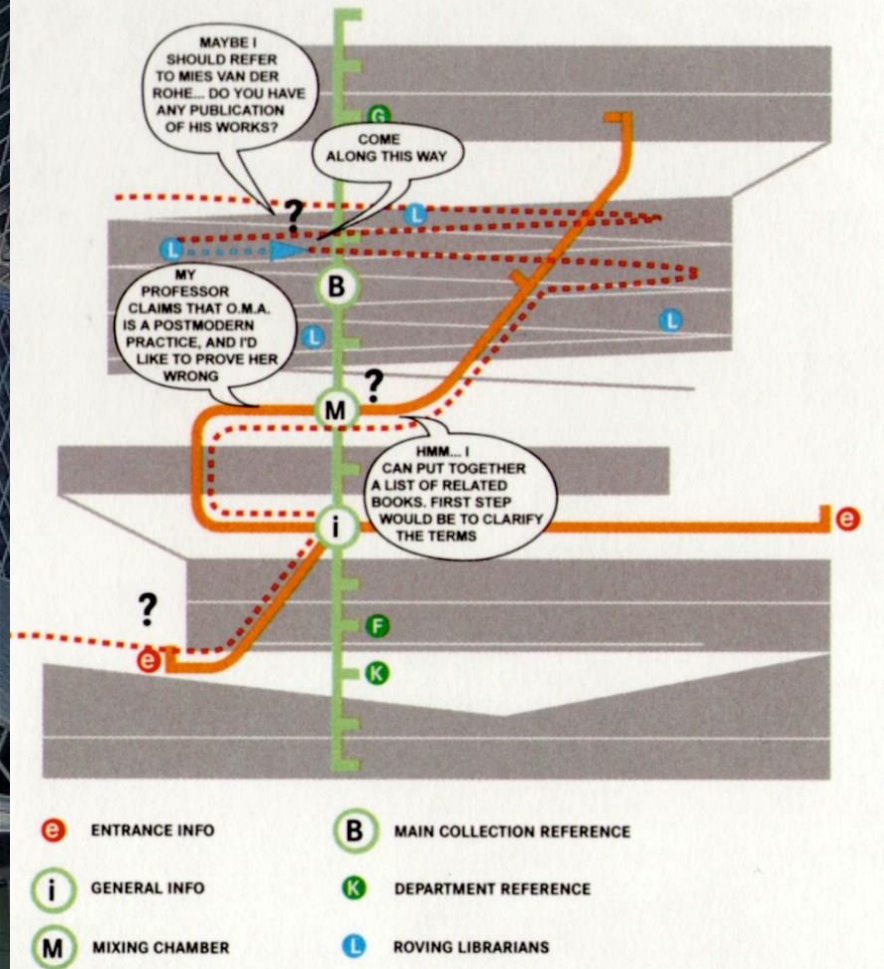 MAYBE I
SHOULD REFER
TO MIES VAN DER
ROHE... DO YOU HAVE
ANY PUBLICATION
OF HIS WORKS?
G
COME
ALONG THIS WAY
?
L
L
B
MY
PROFESSOR
CLAIMS THAT O.M.A.
IS A POSTMODERN
PRACTICE, AND I'D
LIKE TO PROVE HER
WRONG
L
L
?
M
HMM... I
CAN PUT TOGETHER
A LIST OF RELATED
BOOKS. FIRST STEP
WOULD BE TO CLARIFY
THE TERMS
i
e
?
F
e
K
e ENTRANCE INFO
B MAIN COLLECTION REFERENCE
i GENERAL INFO
K DEPARTMENT REFERENCE
M MIXING CHAMBER
L ROVING LIBRARIANS